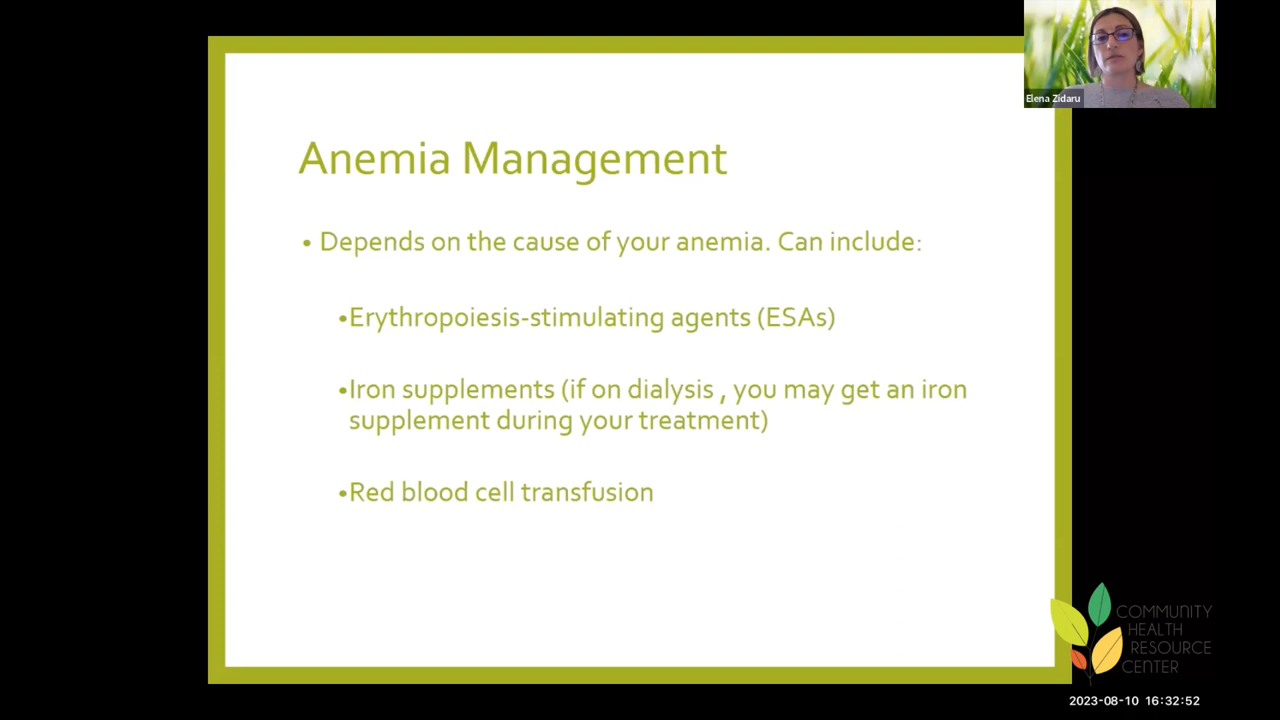 Elena Zidaru
Anemia Management
• Depends on the cause of your anemia. Can include:
•Erythropoiesis-stimulating agents (ESAs)
•Iron supplements (if on dialysis , you may get an iron
supplement during your treatment)
•Red blood cell transfusion
COMMUNITY
HEALTH
RESOURCE
CENTER
2023-08-10 16:32:52